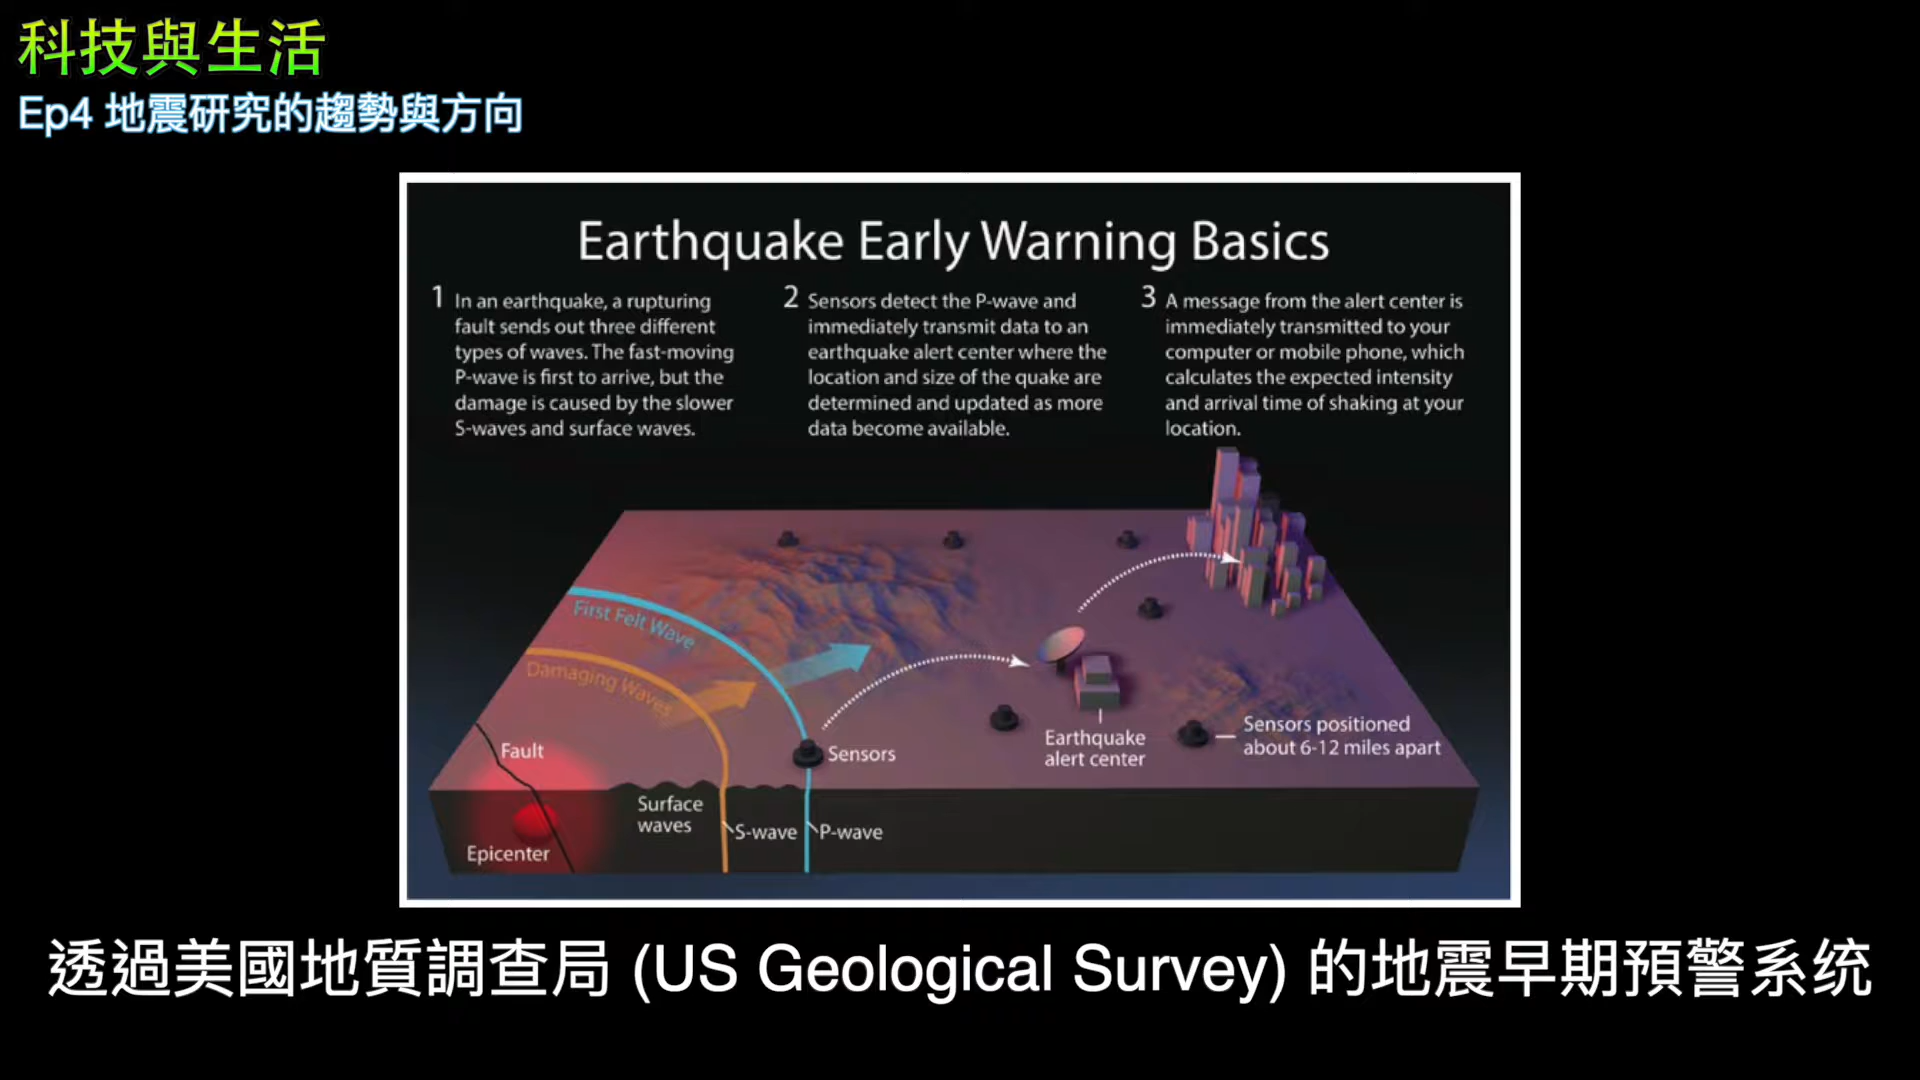 科技與生活
Ep4 地震研究的趨勢與方向
Earthquake Early Warning Basics
1 In an earthquake, a rupturing
fault sends out three different
types of waves. The fast-moving
P-wave is first to arrive, but the
damage is caused by the slower
S-waves and surface waves.
2 Sensors detect the P-wave and
immediately transmit data to an
earthquake alert center where the
location and size of the quake are
determined and updated as more
data become available.
3 A message from the alert center is
immediately transmitted to your
computer or mobile phone, which
calculates the expected intensity
and arrival time of shaking at your
location.
First Felt Wave
Damaging Waves
Fault
Epicenter
Surface
waves
S-wave
P-wave
Sensors
Earthquake
alert center
Sensors positioned
about 6-12 miles apart
透過美國地質調查局 (US Geological Survey) 的地震早期預警系统